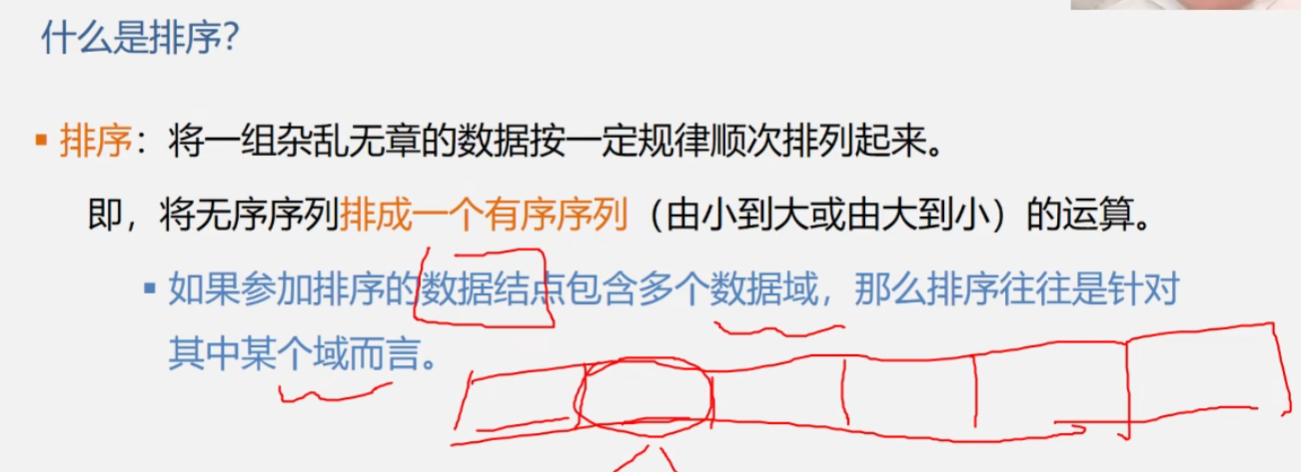 什么是排序？
▪ 排序：将一组杂乱无章的数据按一定规律顺次排列起来。
即，将无序序列排成一个有序序列（由小到大或由大到小）的运算。
▪ 如果参加排序的数据结点包含多个数据域，那么排序往往是针对
其中某个域而言。